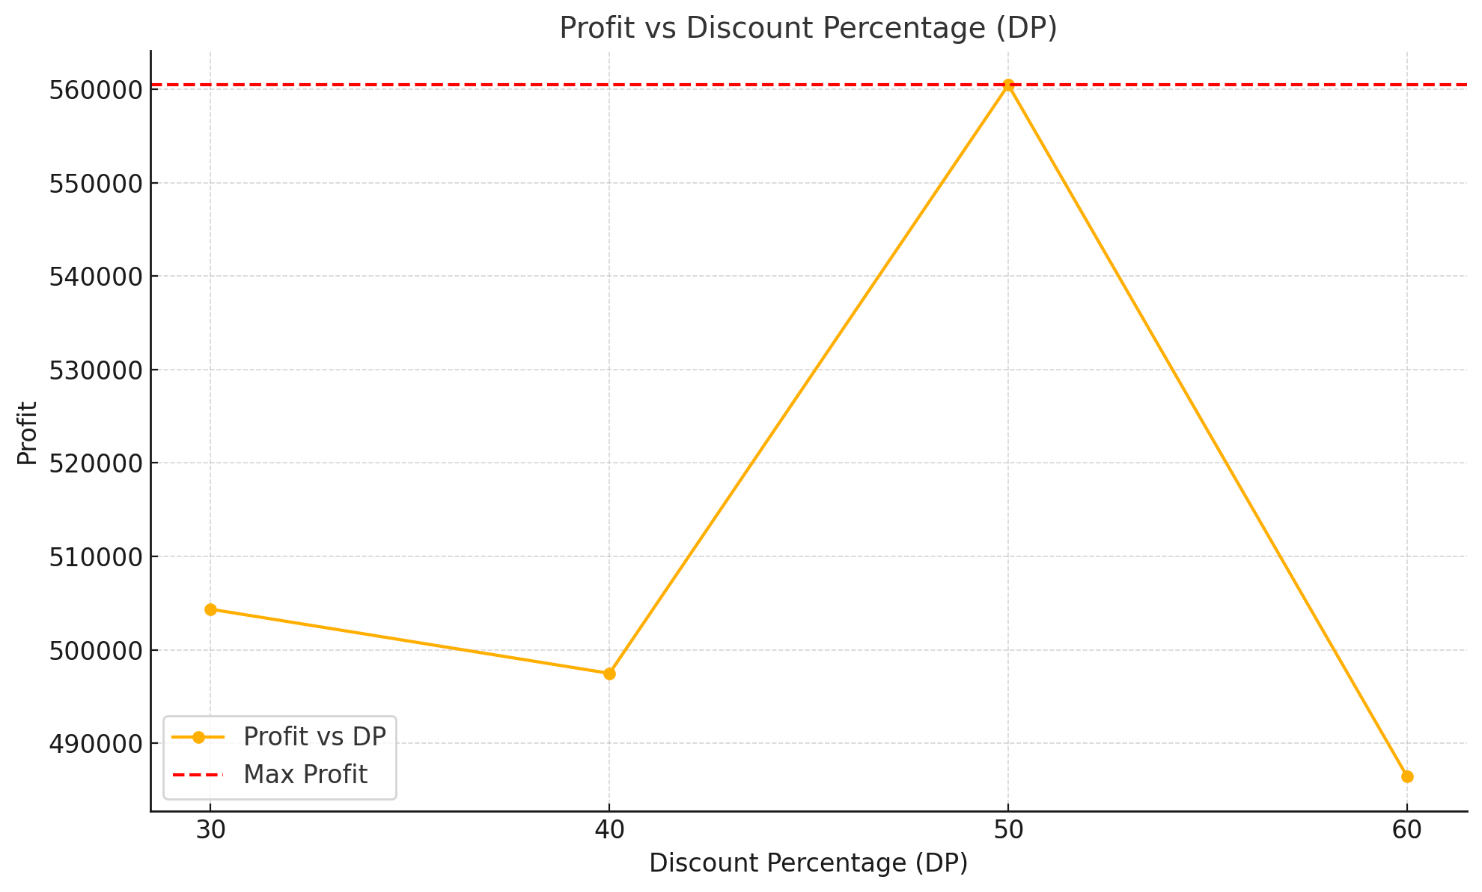 Profit vs Discount Percentage (DP)
Profit
560000
550000
540000
530000
520000
510000
500000
490000
Profit vs DP
Max Profit
30 40 50 60
Discount Percentage (DP)